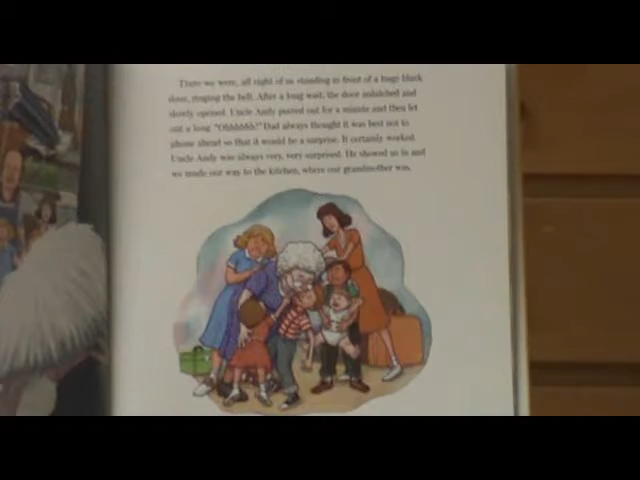 There we were, all eight of us standing in front of a huge black
door, ringing the bell. After a long wait, the door unlatched and
slowly opened. Uncle Andy peered out for a minute and then let
out a long "Ohhhhhh!" Dad always thought it was best not to
phone ahead so that it would be a surprise. It certainly worked.
Uncle Andy was always very, very surprised. He showed us in and
we made our way to the kitchen, where our grandmother was.